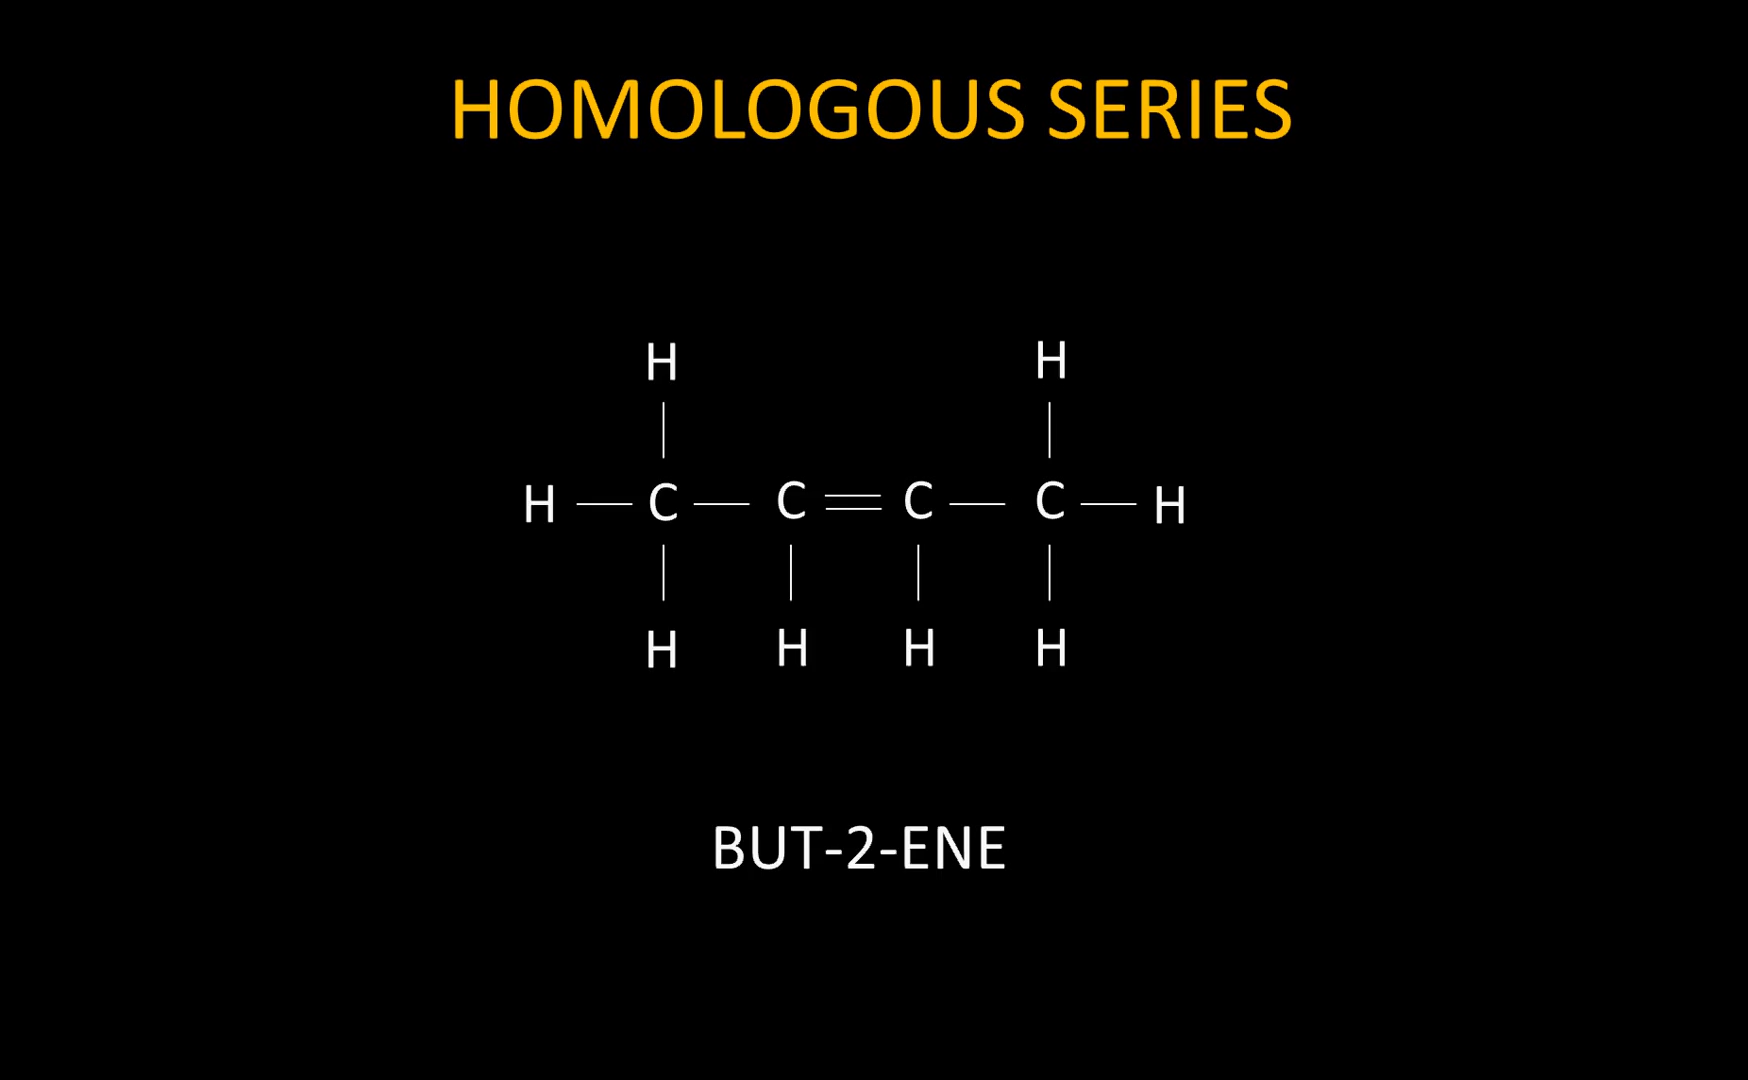 HOMOLOGOUS SERIES
H H
H C C C C H
H H H H
BUT-2-ENE